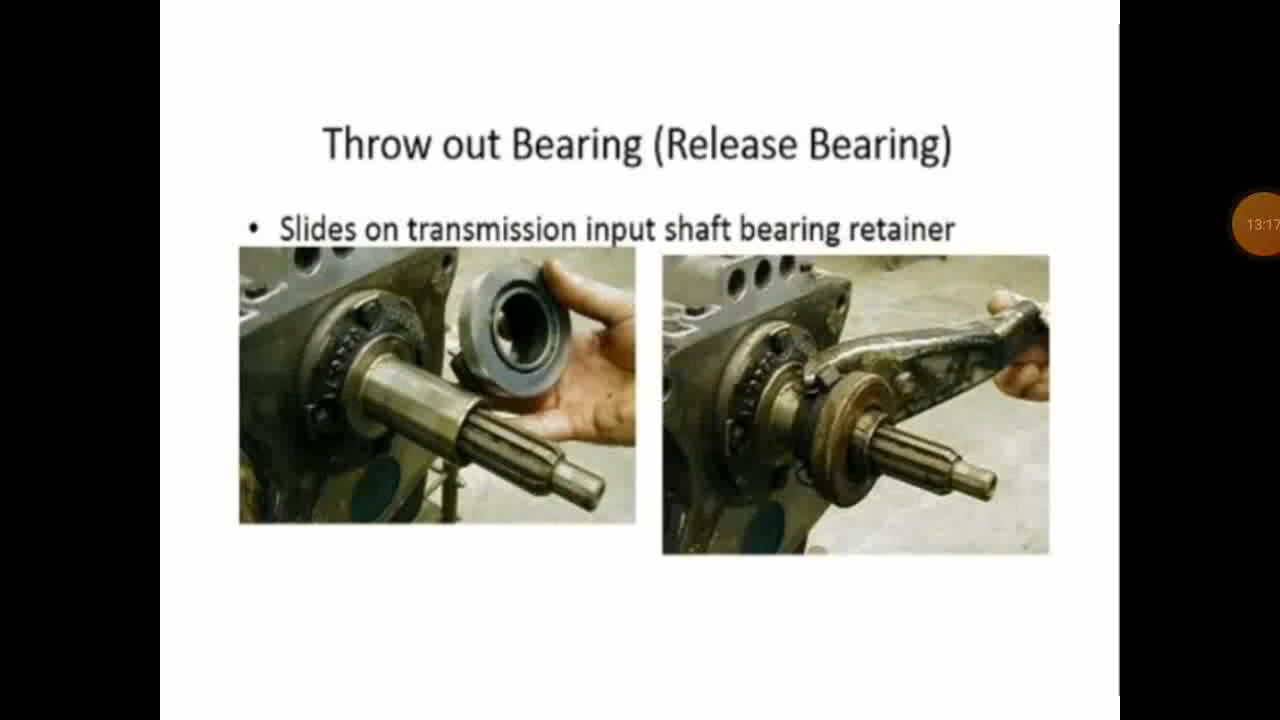 Throw out Bearing (Release Bearing)
• Slides on transmission input shaft bearing retainer
13:17